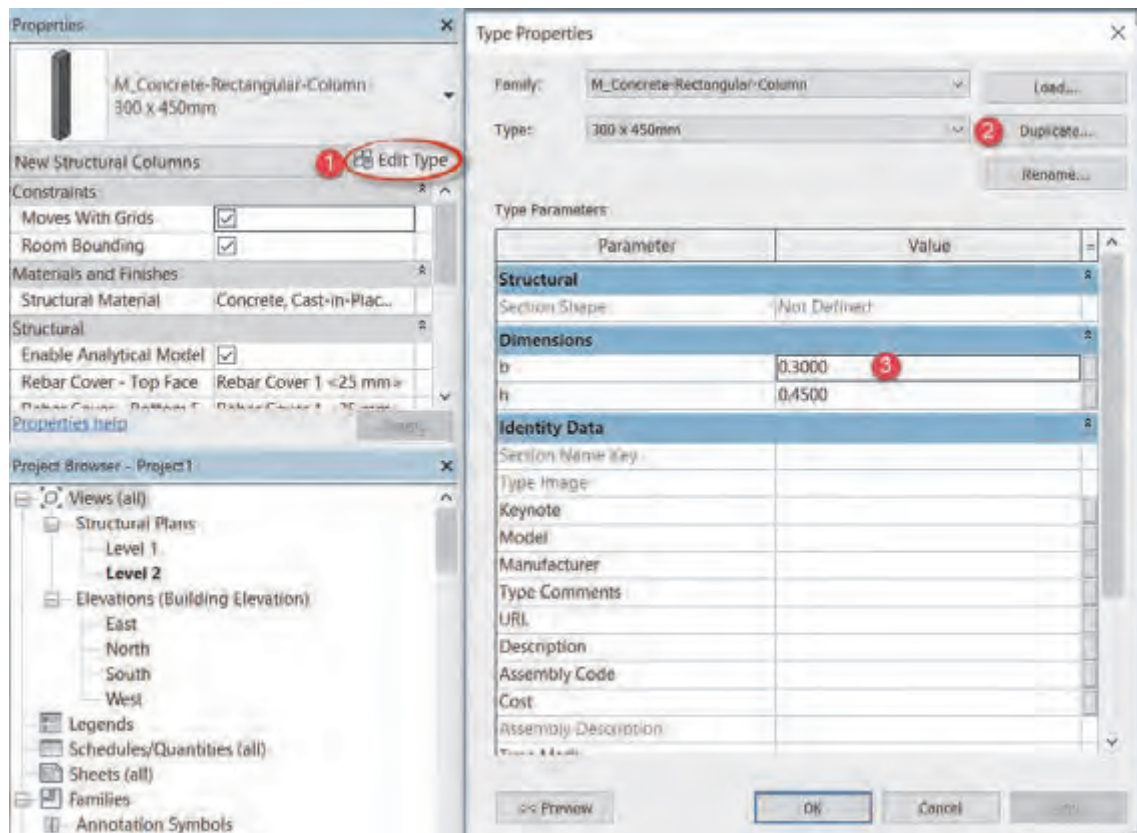 Properties
M_Concrete-Rectangular-Column
300 x 450mm
New Structural Columns
1
Edit Type
Constraints
Moves With Grids
Room Bounding
Materials and Finishes
Structural Material Concrete, Cast-in-Plac...
Structural
Enable Analytical Model
Rebar Cover - Top Face Rebar Cover 1 <25 mm>
Properties help
Project Browser - Project1
Views (all)
Structural Plans
Level 1
Level 2
Elevations (Building Elevation)
East
North
South
West
Legends
Schedules/Quantities (all)
Sheets (all)
Families
Annotation Symbols
Type Properties
Family: M_Concrete-Rectangular-Column Load...
Type: 300 x 450mm 2 Duplicate...
Rename...
Type Parameters
Parameter Value =
Structural
Section Shape Not Defined
Dimensions
b 0.3000 3
h 0.4500
Identity Data
Section Name Key
Type Image
Keynote
Model
Manufacturer
Type Comments
URL
Description
Assembly Code
Cost
Assembly Description
<< Preview OK Cancel